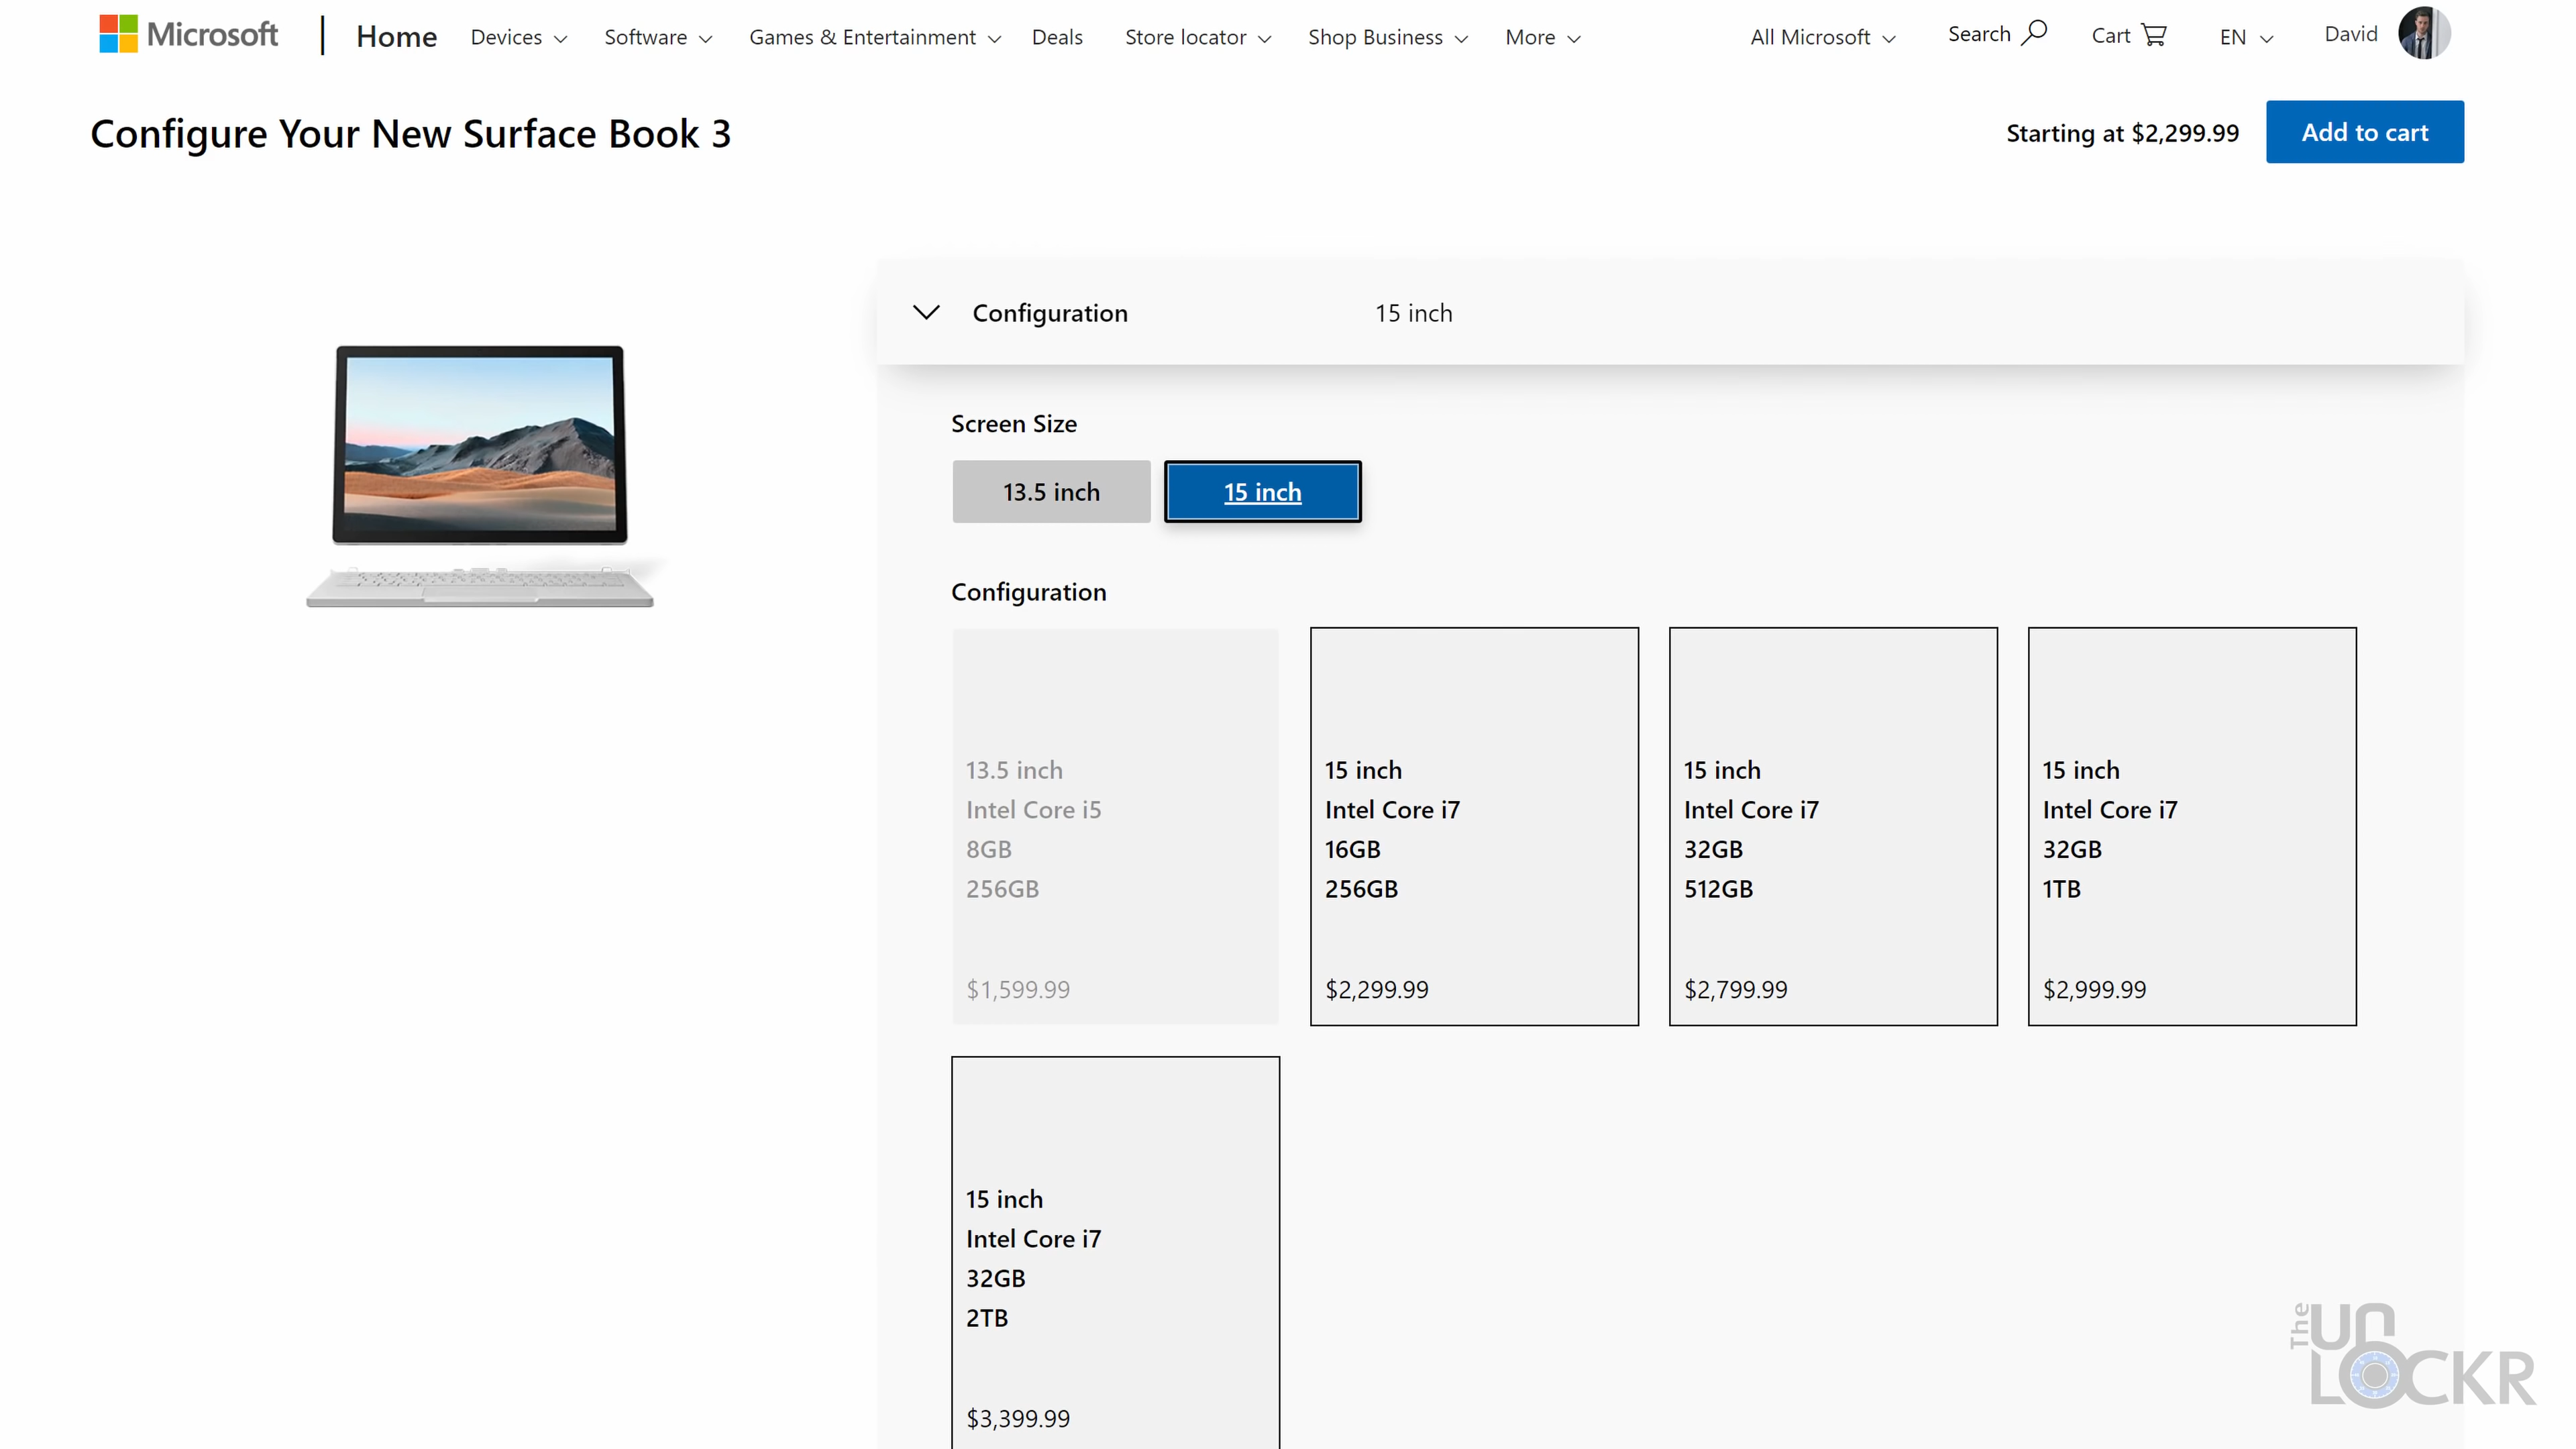 Microsoft
Home
Devices
Software
Games & Entertainment
Deals
Store locator
Shop Business
More
All Microsoft
Search
Cart
EN
David
Configure Your New Surface Book 3
Starting at $2,299.99
Add to cart
Configuration
15 inch
Screen Size
13.5 inch
15 inch
Configuration
13.5 inch
Intel Core i5
8GB
256GB
$1,599.99
15 inch
Intel Core i7
16GB
256GB
$2,299.99
15 inch
Intel Core i7
32GB
512GB
$2,799.99
15 inch
Intel Core i7
32GB
1TB
$2,999.99
15 inch
Intel Core i7
32GB
2TB
$3,399.99
The
UN
LOCKR